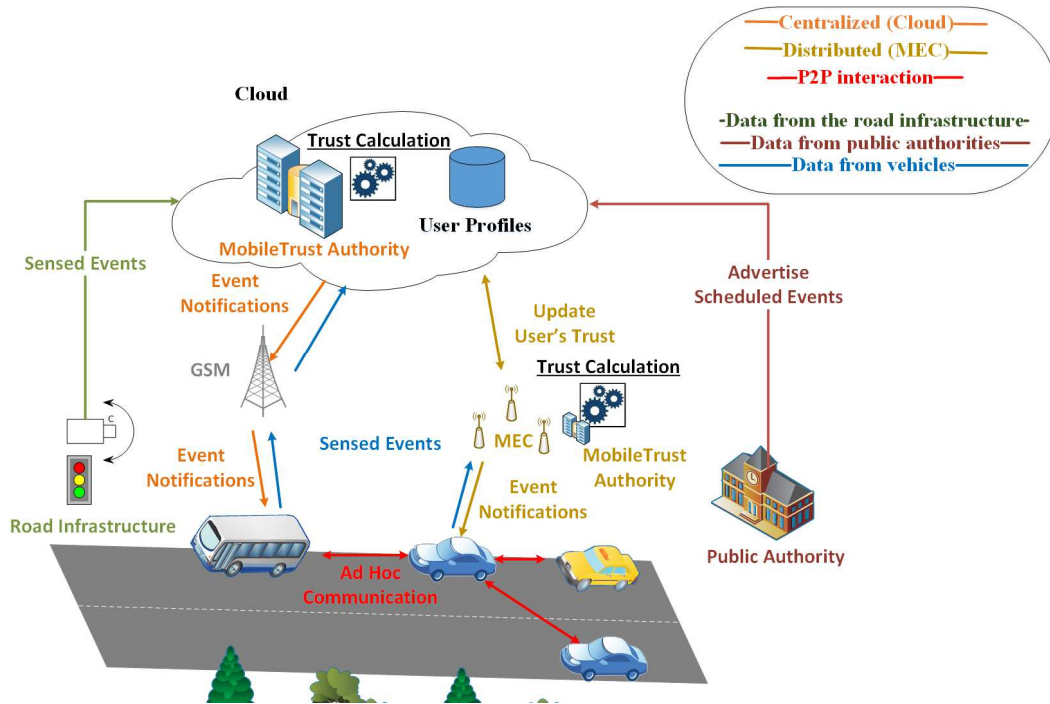 Centralized (Cloud)
Distributed (MEC)
P2P interaction
-Data from the road infrastructure-
Data from public authorities
Data from vehicles
Cloud
Trust Calculation
User Profiles
MobileTrust Authority
Sensed Events
Event
Notifications
Advertise
Scheduled Events
Update
User's Trust
GSM
Trust Calculation
C
MEC
Sensed Events
MobileTrust
Authority
Event
Notifications
Event
Notifications
Road Infrastructure
Public Authority
Ad Hoc
Communication